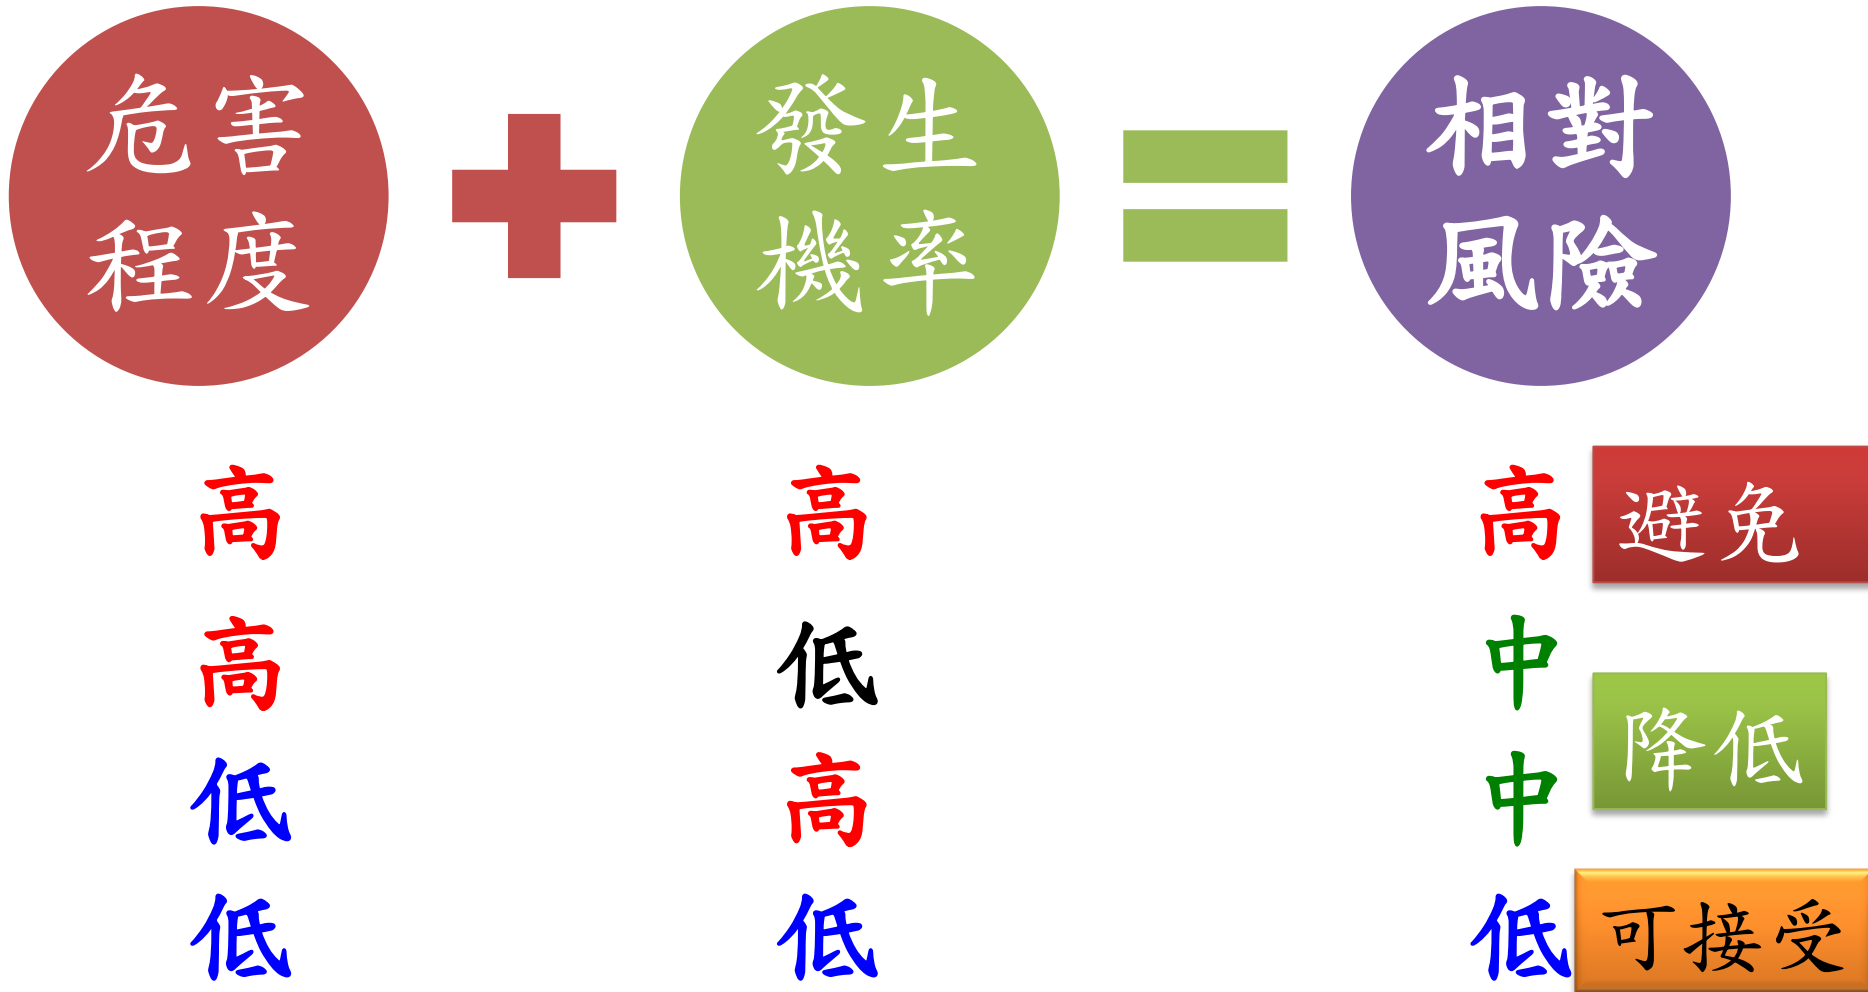 危害
程度
發生
機率
相對
風險
高 高 高 避免
高 低 中
降低
低 高 中
低 低 低 可接受